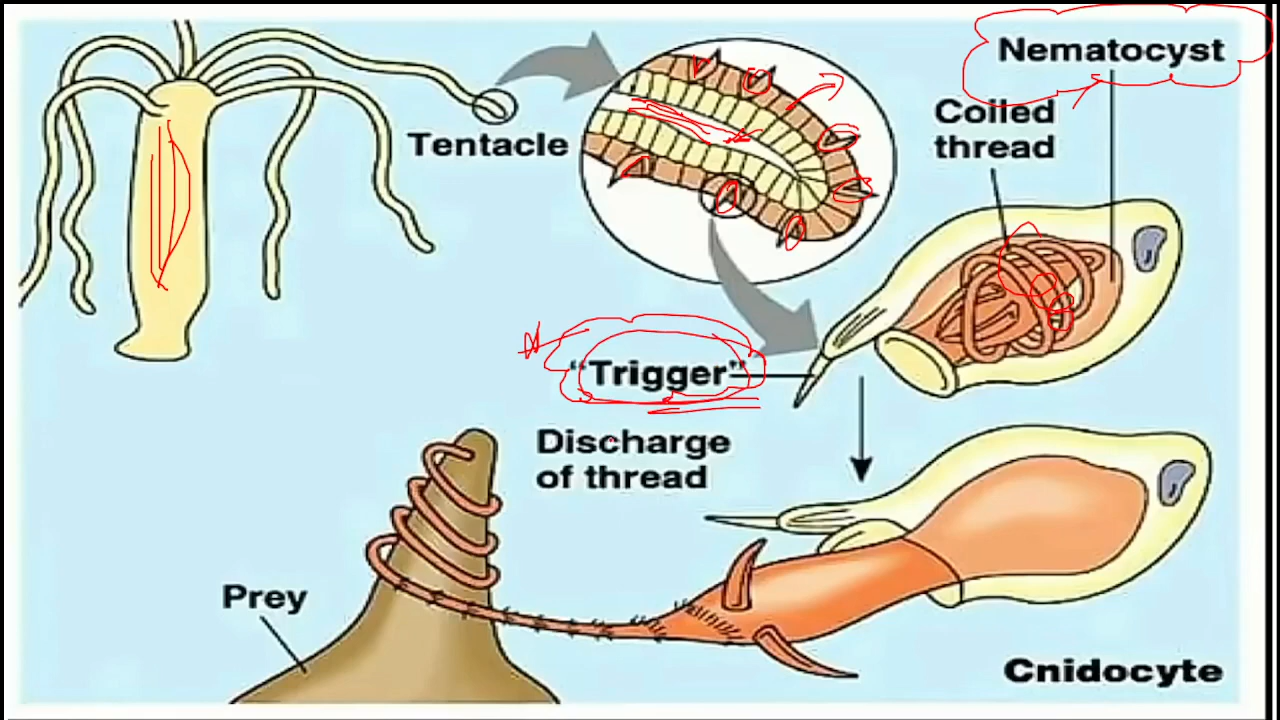 Nematocyst
Coiled
thread
Tentacle
"Trigger"
Discharge
of thread
Prey
Cnidocyte